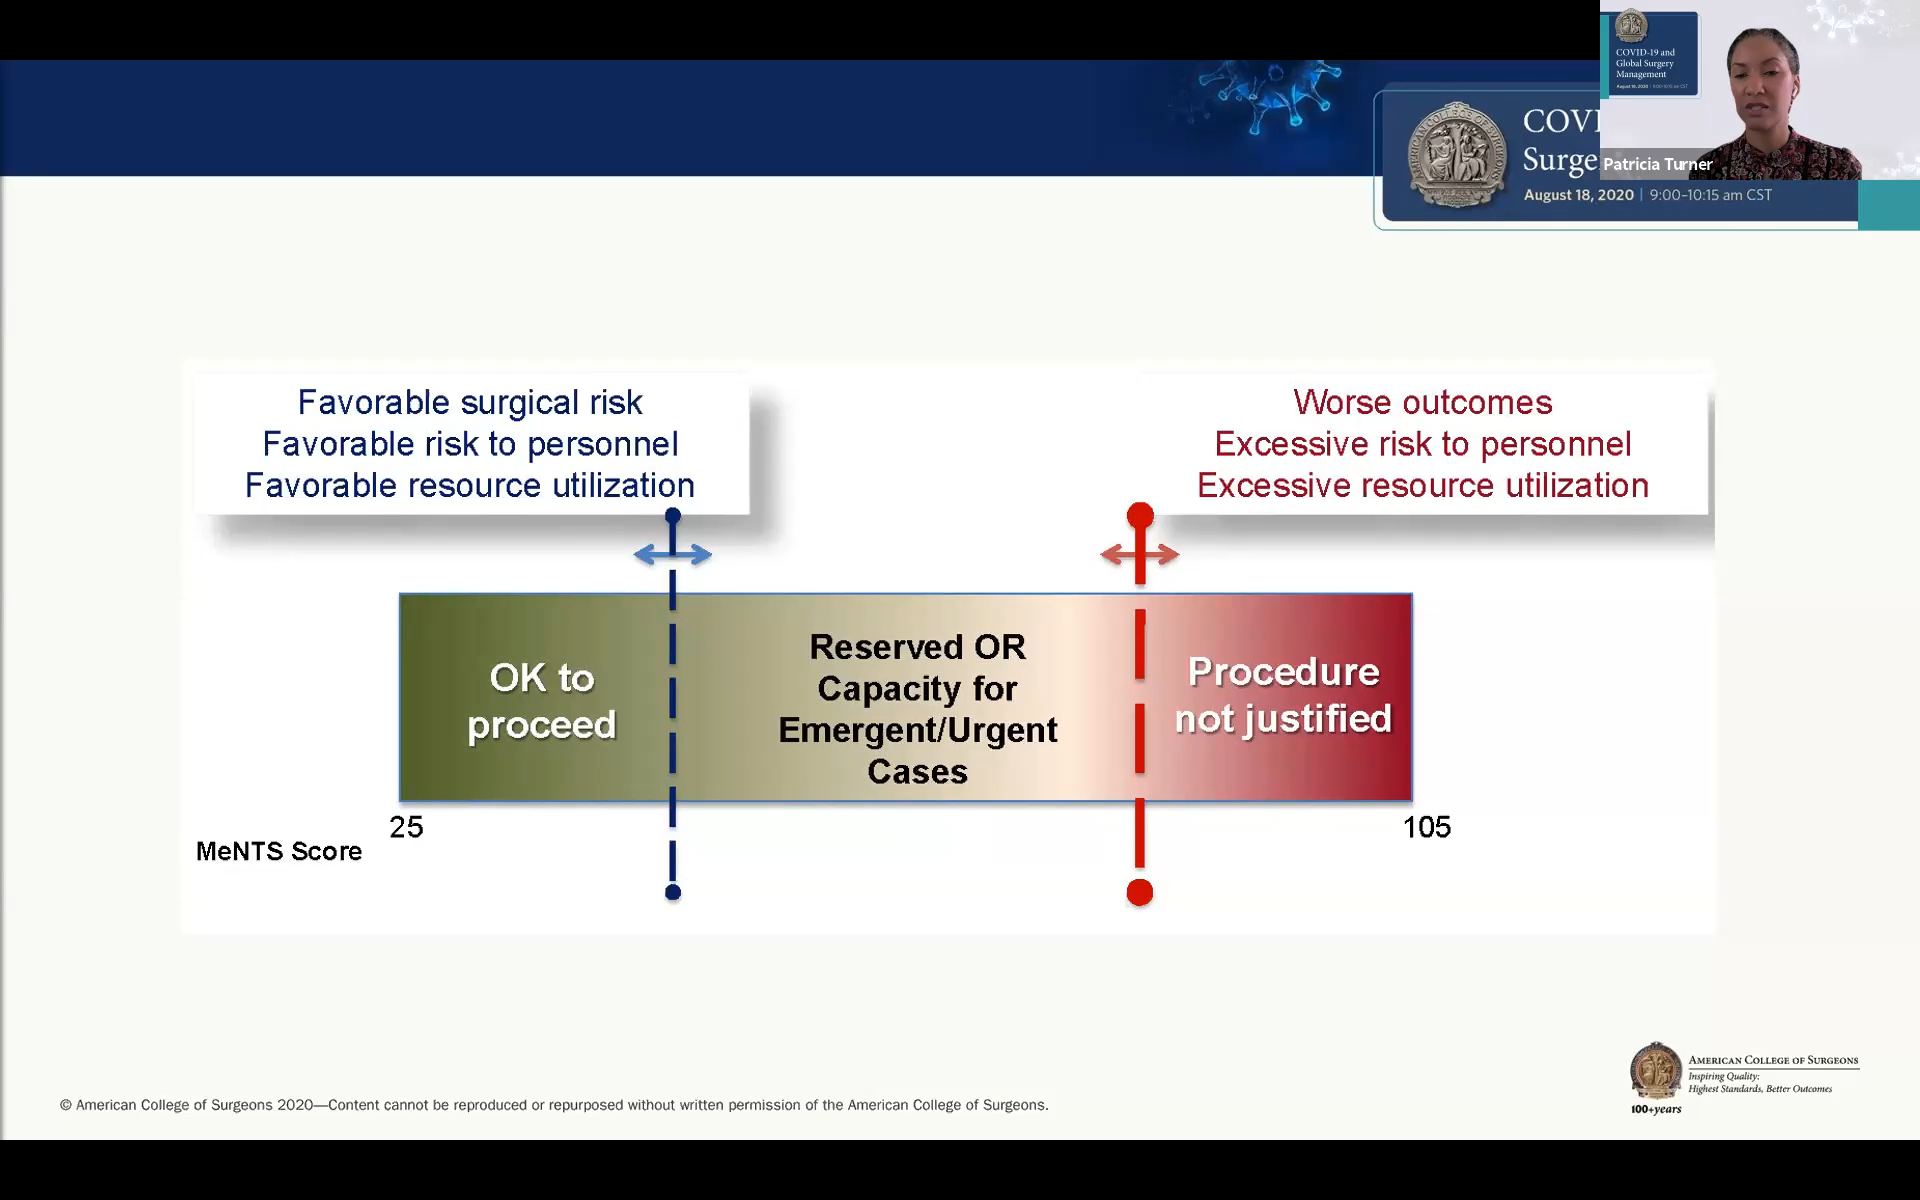 COVID-19 and
Global Surgery
Management
Patricia Turner
COVI
Surge
August 18, 2020 | 9:00–10:15 am CST
AMERICAN COLLEGE OF SURGEONS
Favorable surgical risk
Favorable risk to personnel
Favorable resource utilization
Worse outcomes
Excessive risk to personnel
Excessive resource utilization
OK to
proceed
Reserved OR
Capacity for
Emergent/Urgent
Cases
Procedure
not justified
25
105
MeNTS Score
AMERICAN COLLEGE OF SURGEONS
Inspiring Quality:
Highest Standards, Better Outcomes
100+years
© American College of Surgeons 2020—Content cannot be reproduced or repurposed without written permission of the American College of Surgeons.